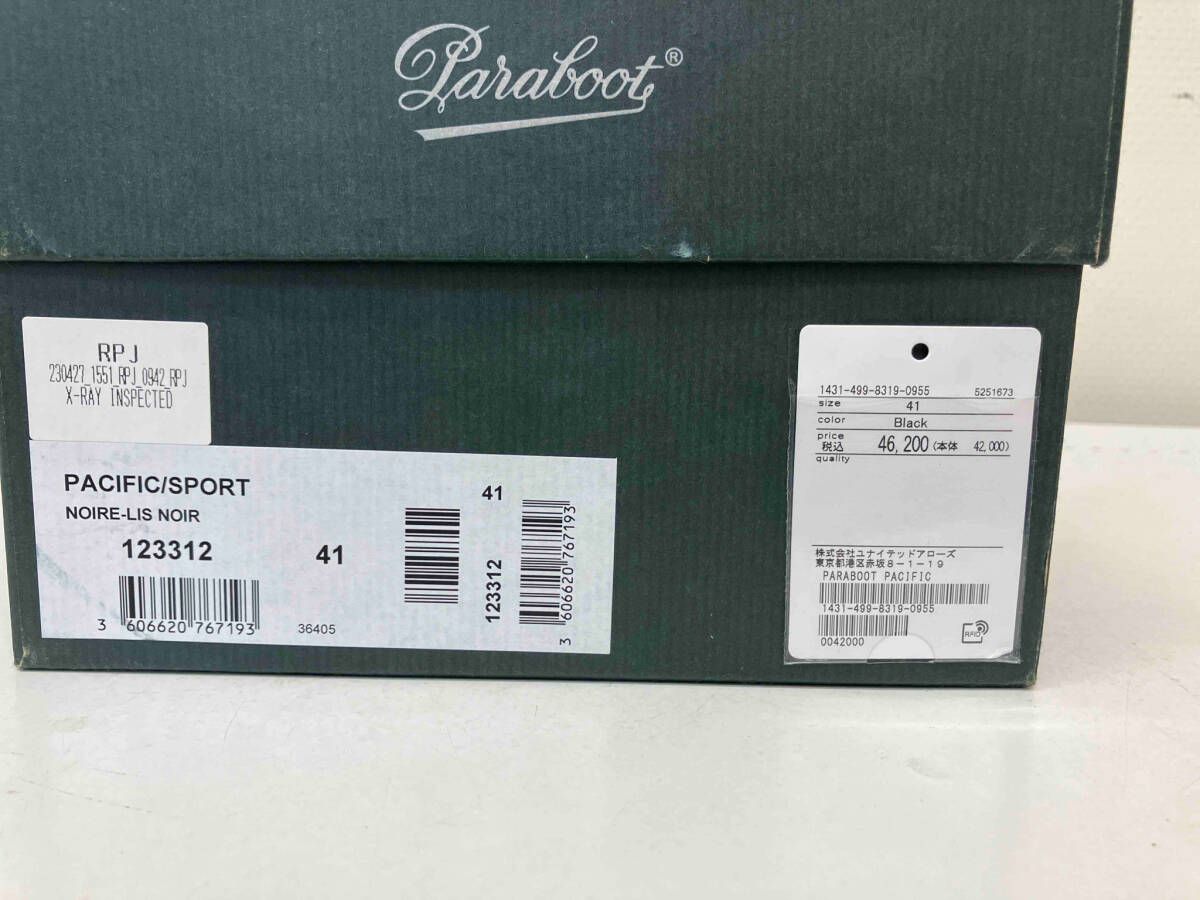 Paraboot®
RPJ
230427_1551_RPJ_0942_RPJ
X-RAY INSPECTED
PACIFIC/SPORT
NOIRE-LIS NOIR
123312
41
3 606620 767193
36405
41
123312
3 606620 767193
1431-499-8319-0955 5251673
size 41
color Black
price
税込 46,200 (本体 42,000)
quality
株式会社ユナイテッドアローズ
東京都港区赤坂8-1-19
PARABOOT PACIFIC
1431-499-8319-0955
0042000
RFID